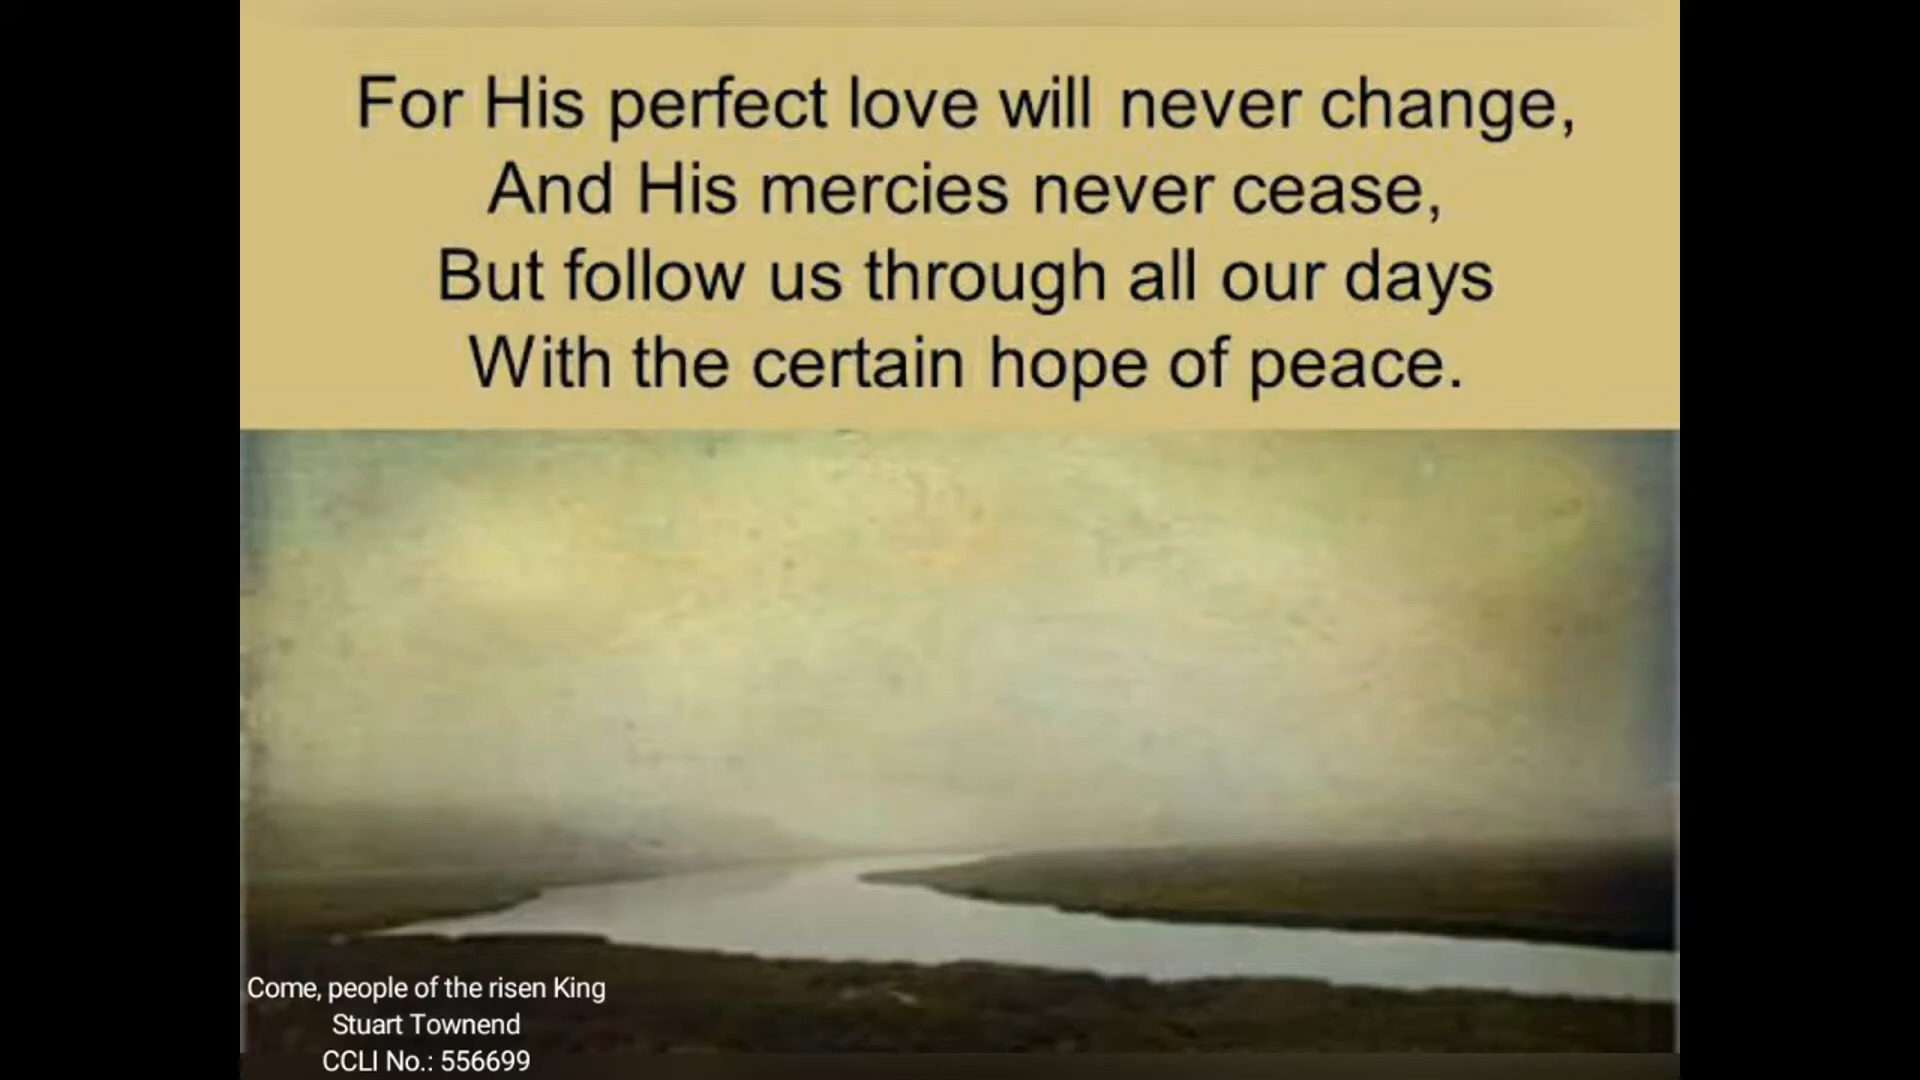 For His perfect love will never change,
And His mercies never cease,
But follow us through all our days
With the certain hope of peace.
Come, people of the risen King
Stuart Townend
CCLI No.: 556699